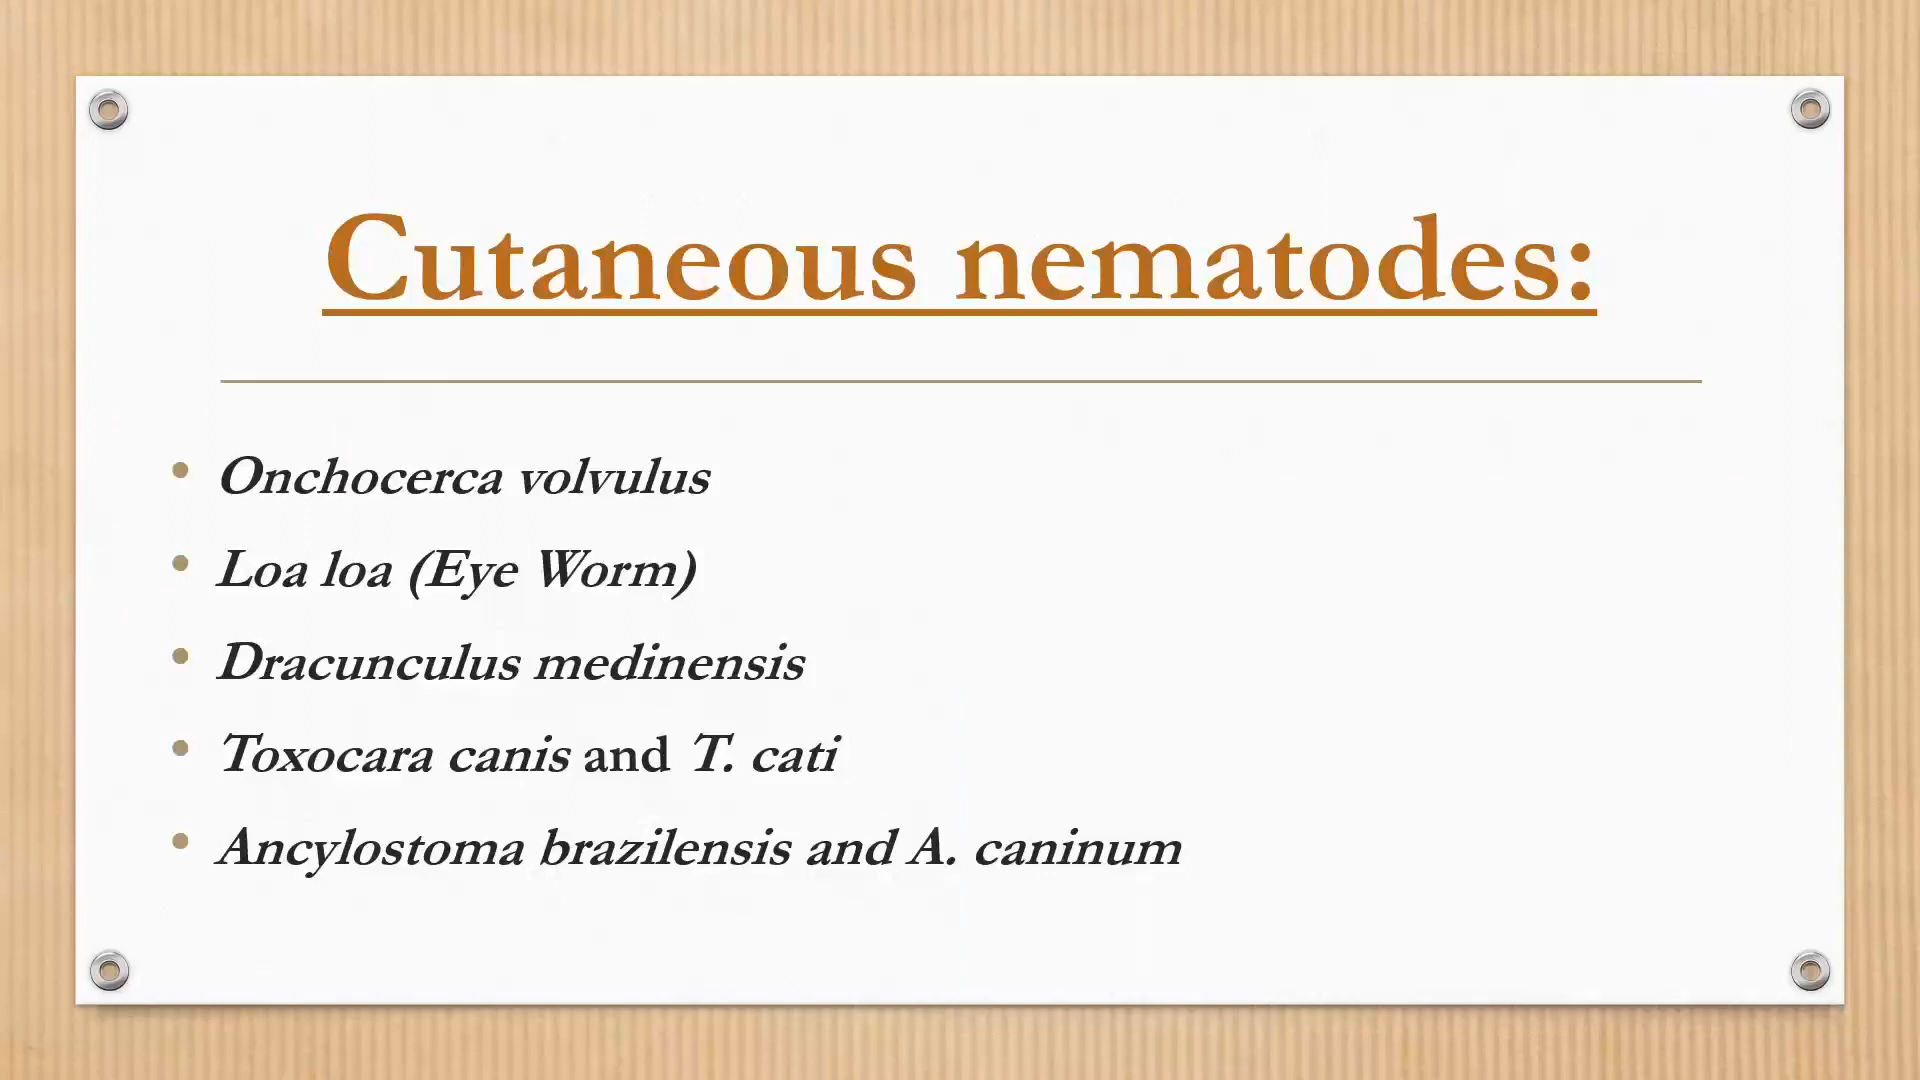 Cutaneous nematodes:
• Onchocerca volvulus
• Loa loa (Eye Worm)
• Dracunculus medinensis
• Toxocara canis and T. cati
• Ancylostoma brazilensis and A. caninum